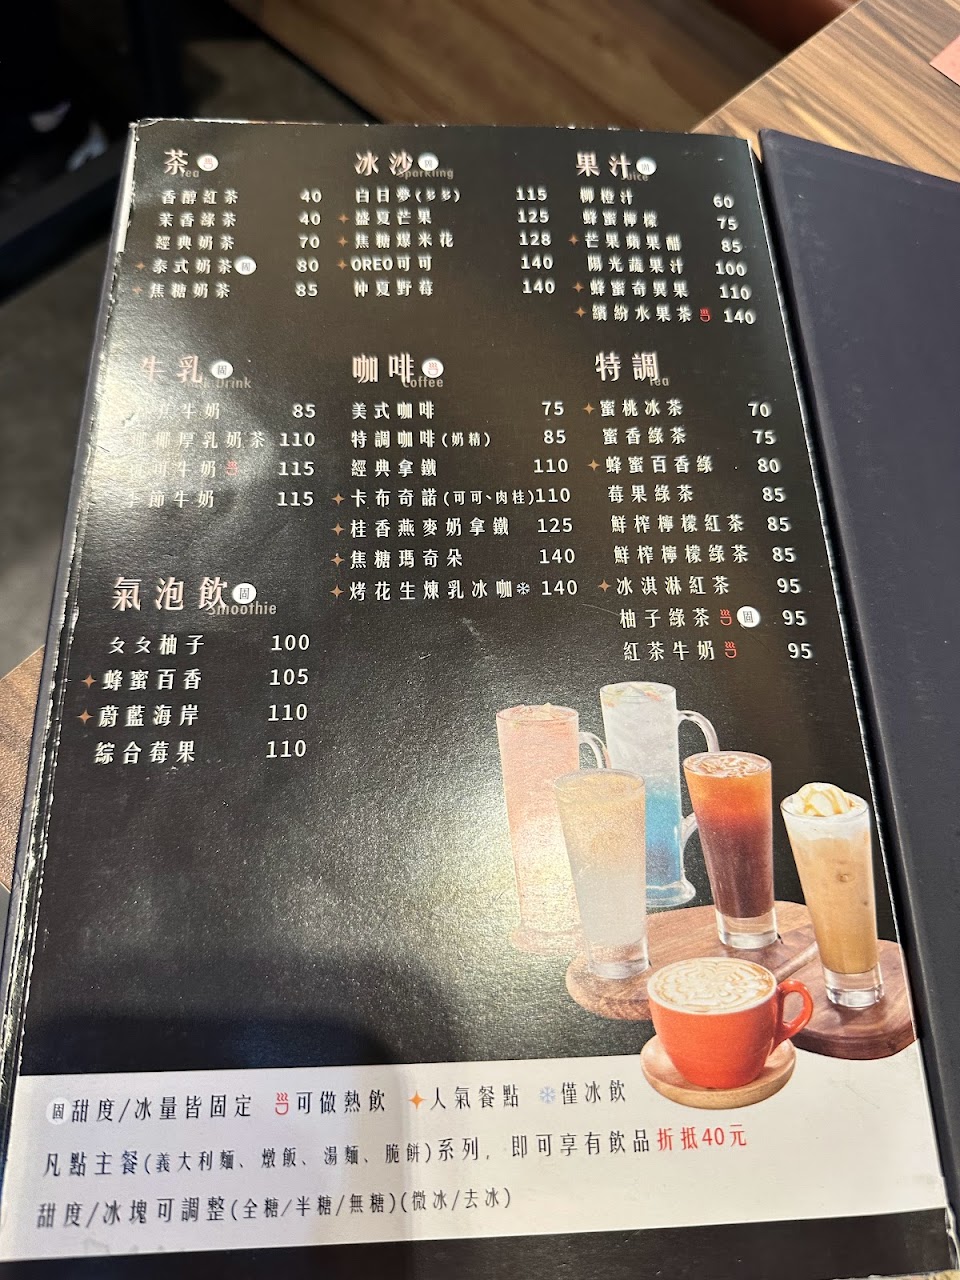 茶 Tea
香醇紅茶 40
茉香綠茶 40
經典奶茶 70
✦泰式奶茶固 80
✦焦糖奶茶 85
冰沙固 Sparkling
白日夢(多多) 115
✦盛夏芒果 125
✦焦糖爆米花 128
✦OREO可可 140
仲夏野莓 140
果汁固 Juice
柳橙汁 60
蜂蜜檸檬 75
✦芒果蘋果醋 85
陽光蔬果汁 100
✦蜂蜜奇異果 110
✦繽紛水果茶 140
牛乳固 Drink
牛奶 85
厚乳奶茶 110
可牛奶 115
季節牛奶 115
咖啡 Coffee
美式咖啡 75
特調咖啡(奶精) 85
經典拿鐵 110
✦卡布奇諾(可可、肉桂) 110
✦桂香燕麥奶拿鐵 125
✦焦糖瑪奇朵 140
✦烤花生煉乳冰咖❄ 140
特調 Tea
✦蜜桃冰茶 70
蜜香綠茶 75
✦蜂蜜百香綠 80
莓果綠茶 85
鮮榨檸檬紅茶 85
鮮榨檸檬綠茶 85
✦冰淇淋紅茶 95
柚子綠茶固 95
紅茶牛奶 95
氣泡飲固 Smoothie
ㄆㄆ柚子 100
✦蜂蜜百香 105
✦蔚藍海岸 110
綜合莓果 110
固甜度/冰量皆固定 可做熱飲 ✦人氣餐點 ❄僅冰飲
凡點主餐(義大利麵、燉飯、湯麵、脆餅)系列，即可享有飲品折抵40元
甜度/冰塊可調整(全糖/半糖/無糖)(微冰/去冰)